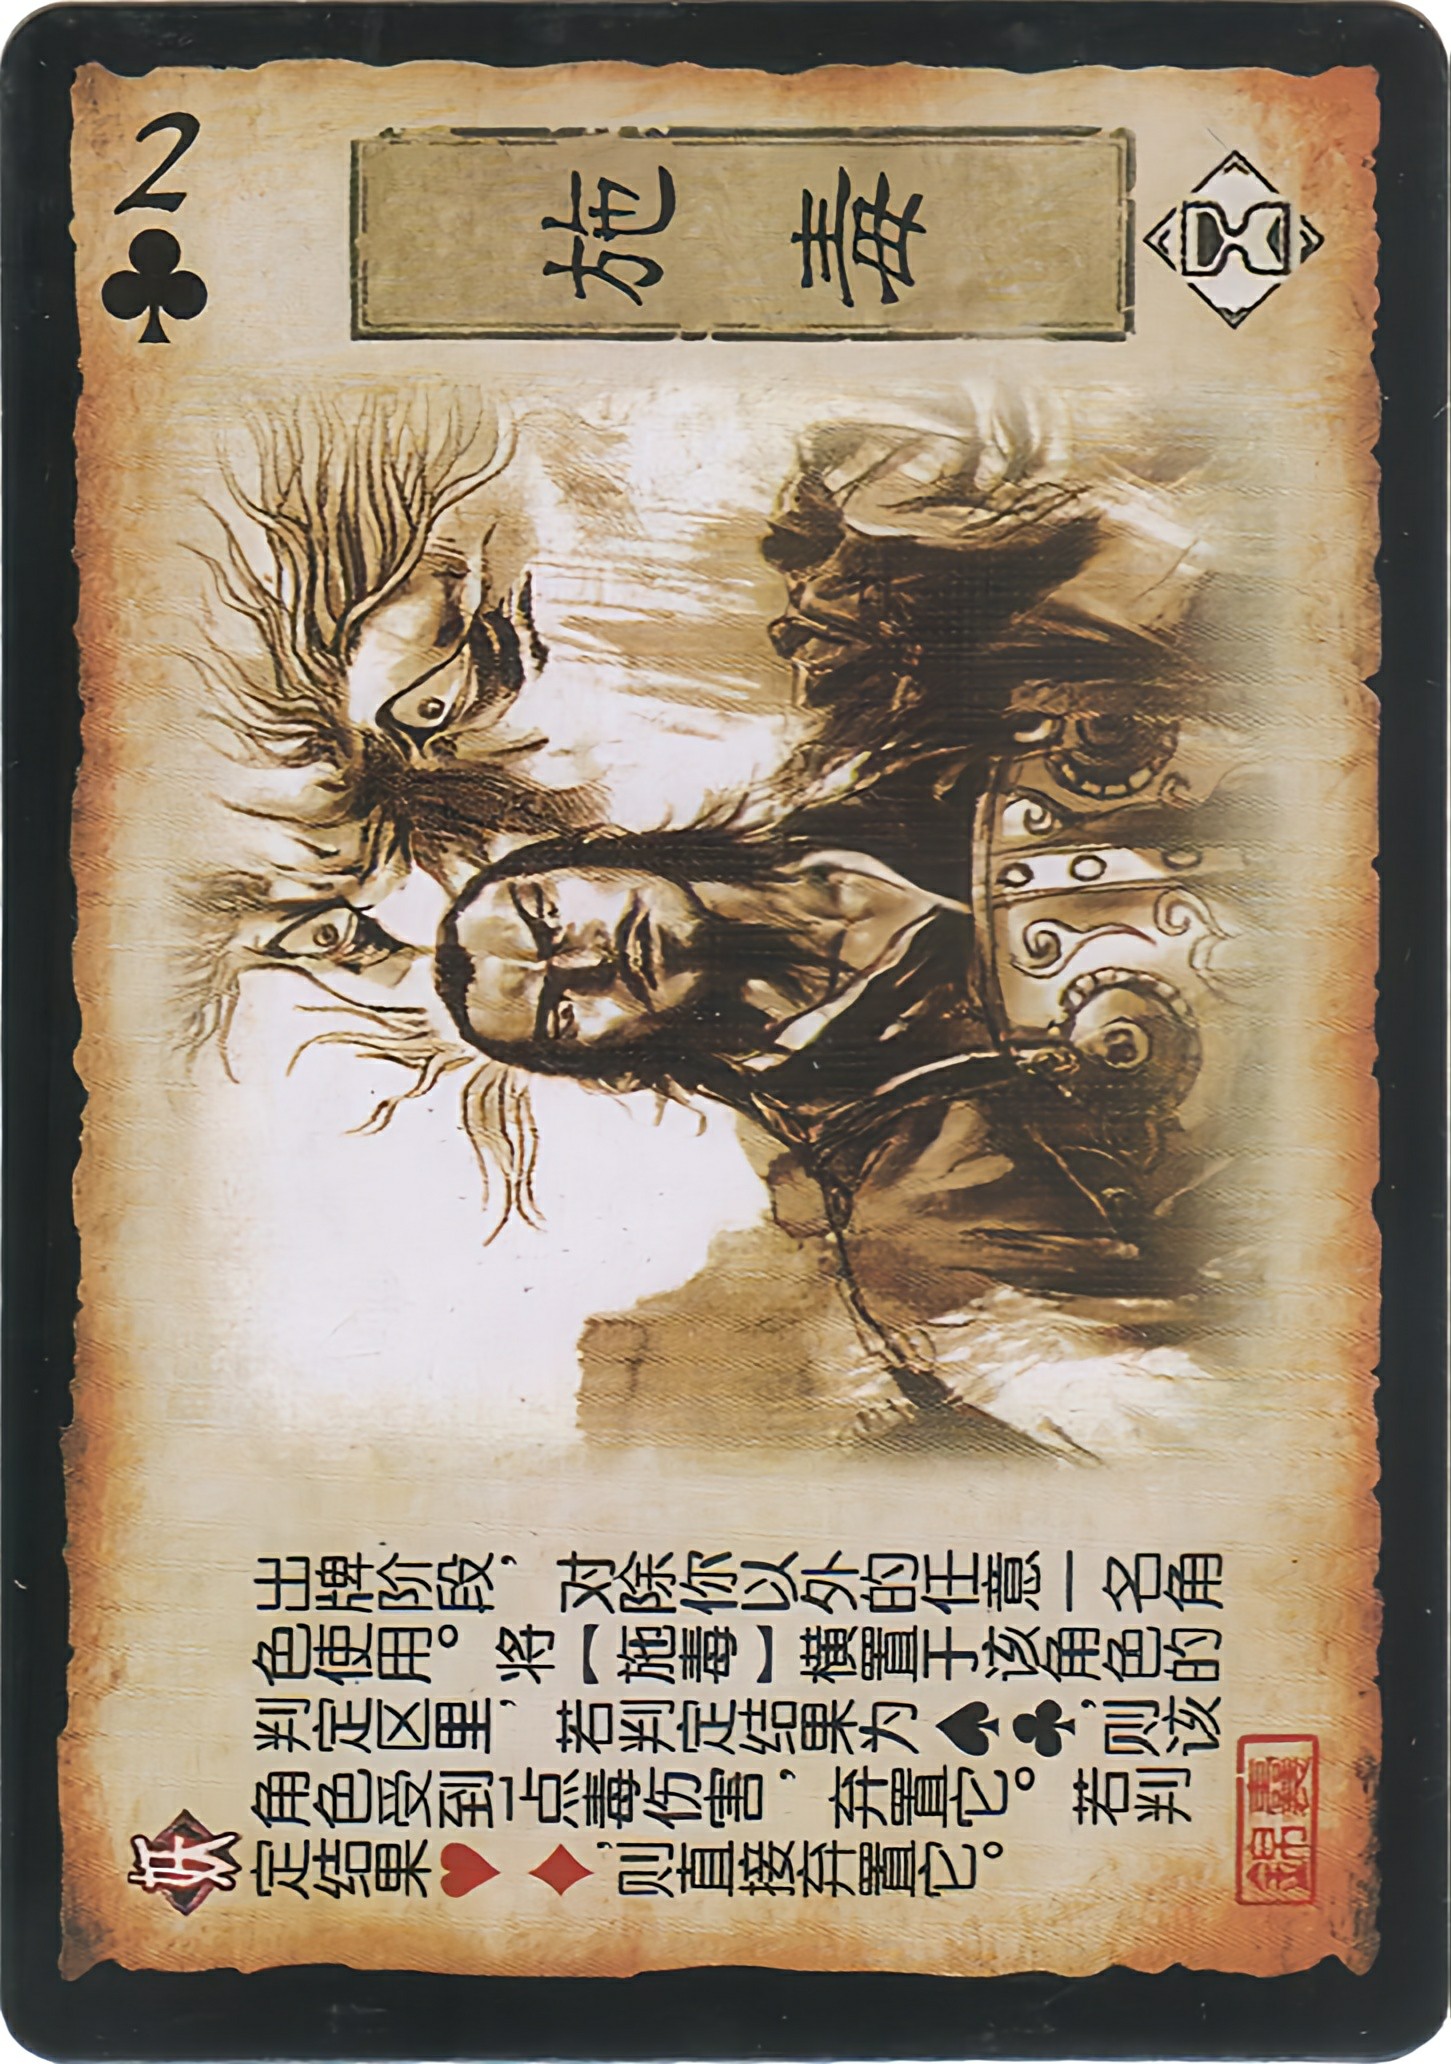 2
施毒
出牌阶段，对除你以外的任意一名角
色使用。将【施毒】横置于该角色的
判定区里，若判定结果为♠♣,则该
角色受到一点毒伤害，弃置它。若判
定结果♥♦,则直接弃置它。